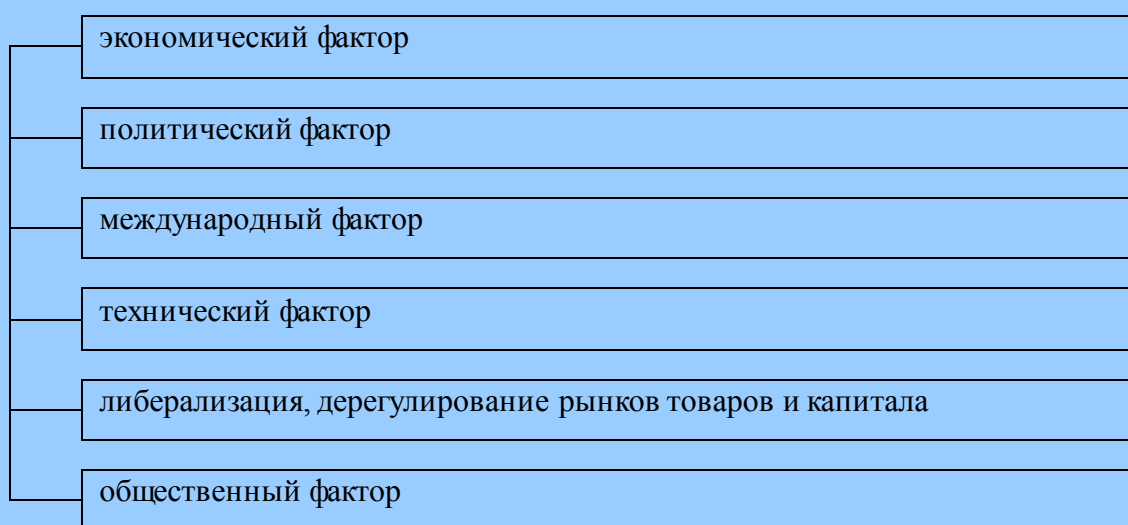 экономический фактор
политический фактор
международный фактор
технический фактор
либерализация, дерегулирование рынков товаров и капитала
общественный фактор